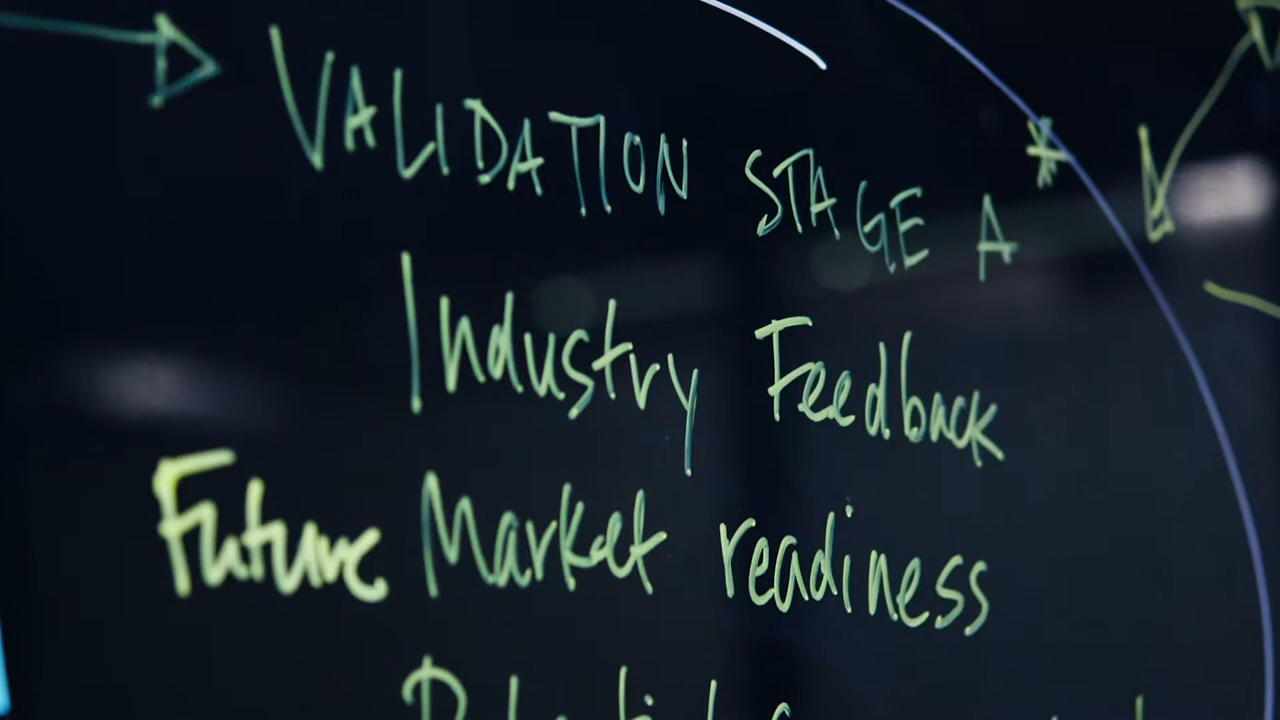 VALIDATION STAGE A *
Industry Feedback
Future Market readiness